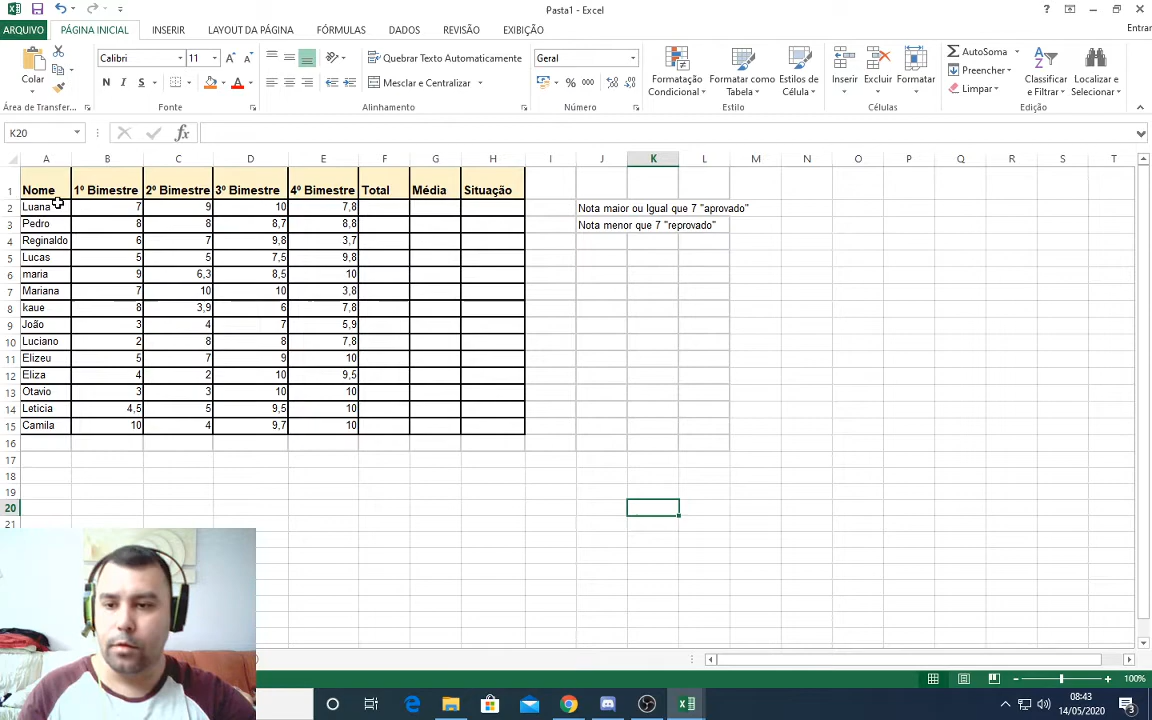 Pasta1 - Excel
ARQUIVO PÁGINA INICIAL INSERIR LAYOUT DA PÁGINA FÓRMULAS DADOS REVISÃO EXIBIÇÃO Entrar
Colar
Calibri 11
N I S
Quebrar Texto Automaticamente
Mesclar e Centralizar
Geral
% 000
Formatação Condicional
Formatar como Tabela
Estilos de Célula
Inserir Excluir Formatar
AutoSoma
Preencher
Limpar
Classificar e Filtrar
Localizar e Selecionar
Área de Transfer... Fonte Alinhamento Número Estilo Células Edição
K20 fx
A B C D E F G H I J K L M N O P Q R S T
1 Nome 1º Bimestre 2º Bimestre 3º Bimestre 4º Bimestre Total Média Situação
2 Luana 7 9 10 7,8 Nota maior ou Igual que 7 "aprovado"
3 Pedro 8 8 8,7 8,8 Nota menor que 7 "reprovado"
4 Reginaldo 6 7 9,8 3,7
5 Lucas 5 5 7,5 9,8
6 maria 9 6,3 8,5 10
7 Mariana 7 10 10 3,8
8 kaue 8 3,9 6 7,8
9 João 3 4 7 5,9
10 Luciano 2 8 8 7,8
11 Elizeu 5 7 9 10
12 Eliza 4 2 10 9,5
13 Otavio 3 3 10 10
14 Leticia 4,5 5 9,5 10
15 Camila 10 4 9,7 10
16
17
18
19
20
21
100%
08:43
14/05/2020
3